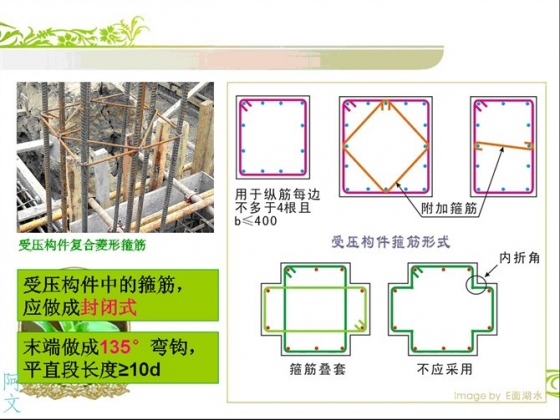 用于纵筋每边
不多于4根且
b≤400
附加箍筋
受压构件复合菱形箍筋
受压构件箍筋形式
内折角
受压构件中的箍筋，
应做成封闭式
末端做成135°弯钩，
平直段长度≥10d
箍筋叠套
不应采用
阿文
Image by E面湖水